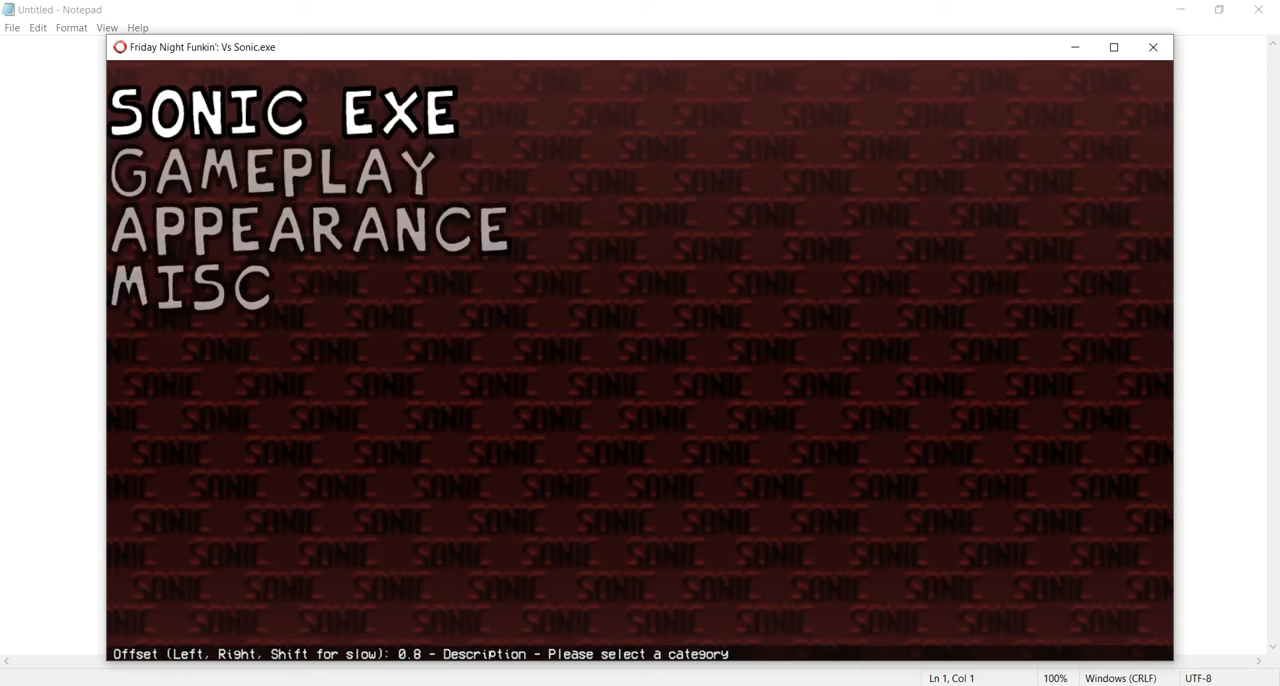 Untitled - Notepad
File Edit Format View Help
Friday Night Funkin': Vs Sonic.exe
SONIC EXE
GAMEPLAY
APPEARANCE
MISC
Offset (Left, Right, Shift for slow): 0.8 - Description - Please select a category
Ln 1, Col 1 100% Windows (CRLF) UTF-8